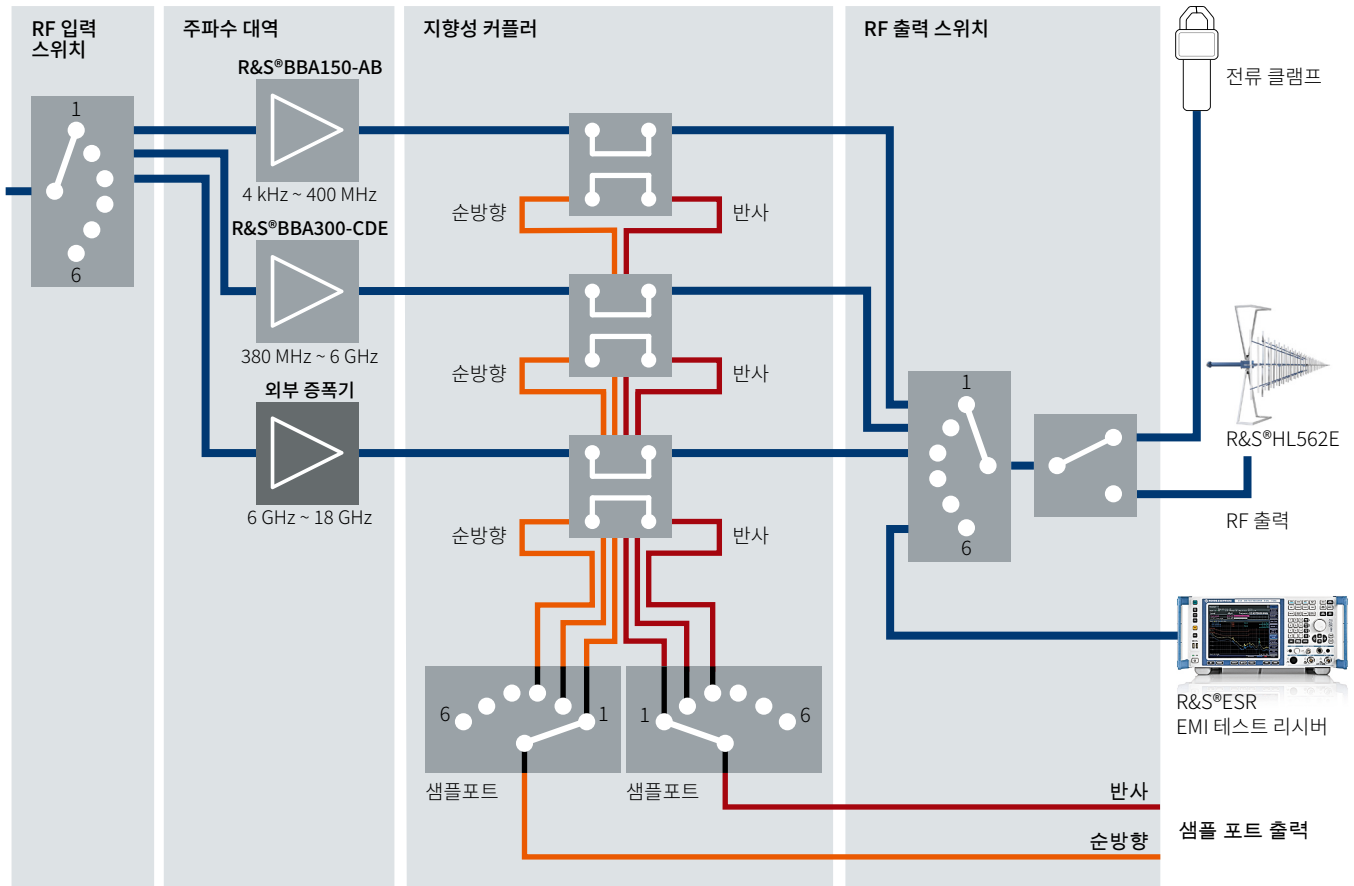 RF 입력
스위치
주파수 대역
지향성 커플러
RF 출력 스위치
R&S®BBA150-AB
전류 클램프
1
6
4 kHz ~ 400 MHz
순방향
반사
R&S®BBA300-CDE
380 MHz ~ 6 GHz
순방향
반사
외부 증폭기
6 GHz ~ 18 GHz
순방향
반사
1
6
R&S®HL562E
RF 출력
R&S®ESR
EMI 테스트 리시버
6
1
1
6
샘플포트
샘플포트
반사
샘플 포트 출력
순방향